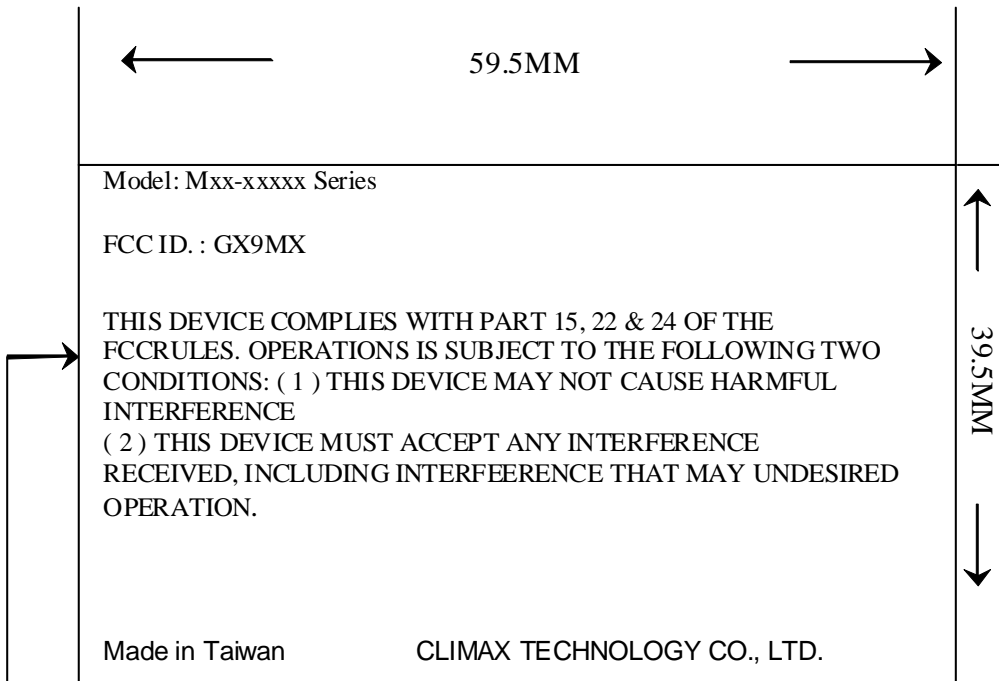 59.5MM
Model: Mxx-xxxxx Series
FCC ID. : GX9MX
THIS DEVICE COMPLIES WITH PART 15, 22 & 24 OF THE
FCCRULES. OPERATIONS IS SUBJECT TO THE FOLLOWING TWO
CONDITIONS: ( 1 ) THIS DEVICE MAY NOT CAUSE HARMFUL
INTERFERENCE
( 2 ) THIS DEVICE MUST ACCEPT ANY INTERFERENCE
RECEIVED, INCLUDING INTERFEERENCE THAT MAY UNDESIRED
OPERATION.
39.5MM
Made in Taiwan CLIMAX TECHNOLOGY CO., LTD.